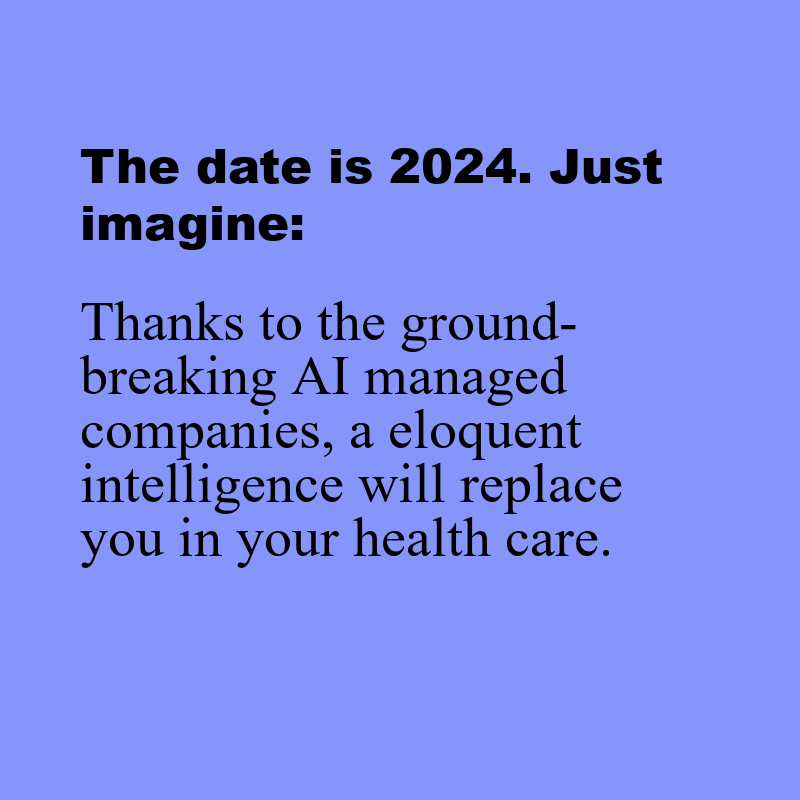 The date is 2024. Just
imagine:
Thanks to the ground-
breaking AI managed
companies, a eloquent
intelligence will replace
you in your health care.